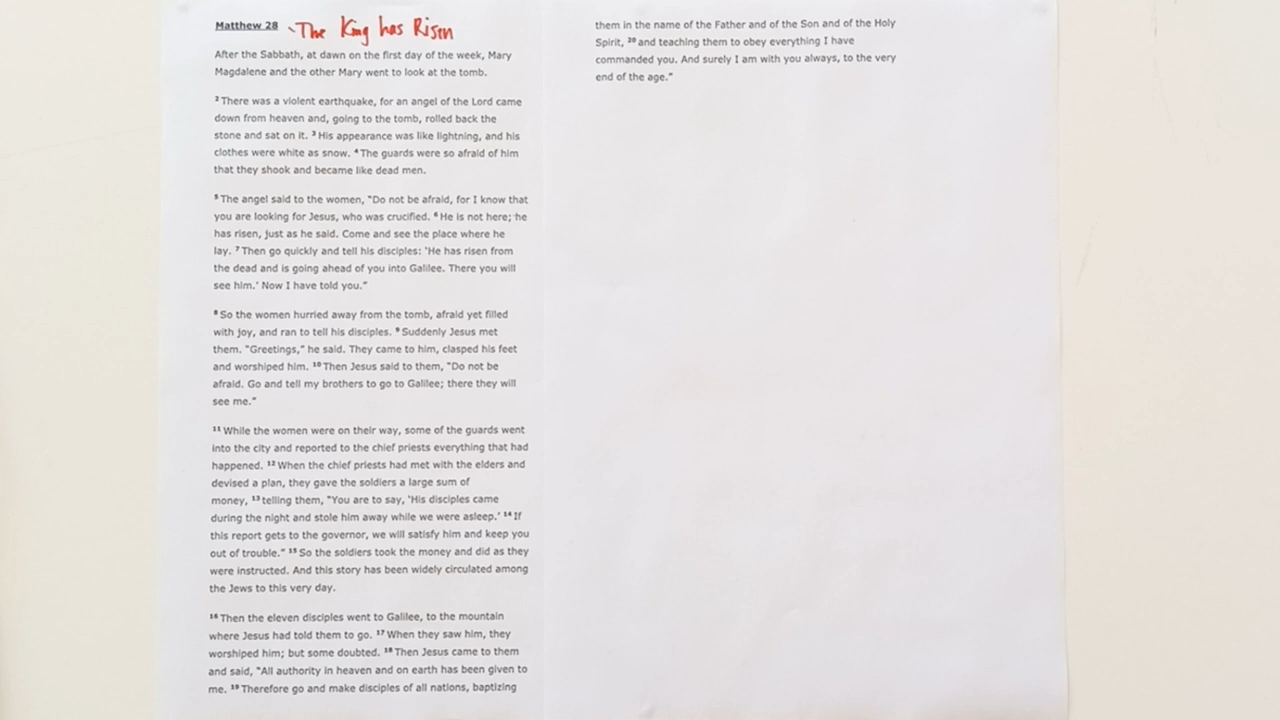 Matthew 28 - The King has Risen
After the Sabbath, at dawn on the first day of the week, Mary
Magdalene and the other Mary went to look at the tomb.
² There was a violent earthquake, for an angel of the Lord came
down from heaven and, going to the tomb, rolled back the
stone and sat on it. ³ His appearance was like lightning, and his
clothes were white as snow. ⁴ The guards were so afraid of him
that they shook and became like dead men.
⁵ The angel said to the women, "Do not be afraid, for I know that
you are looking for Jesus, who was crucified. ⁶ He is not here; he
has risen, just as he said. Come and see the place where he
lay. ⁷ Then go quickly and tell his disciples: 'He has risen from
the dead and is going ahead of you into Galilee. There you will
see him.' Now I have told you."
⁸ So the women hurried away from the tomb, afraid yet filled
with joy, and ran to tell his disciples. ⁹ Suddenly Jesus met
them. "Greetings," he said. They came to him, clasped his feet
and worshiped him. ¹⁰ Then Jesus said to them, "Do not be
afraid. Go and tell my brothers to go to Galilee; there they will
see me."
¹¹ While the women were on their way, some of the guards went
into the city and reported to the chief priests everything that had
happened. ¹² When the chief priests had met with the elders and
devised a plan, they gave the soldiers a large sum of
money, ¹³ telling them, "You are to say, 'His disciples came
during the night and stole him away while we were asleep.' ¹⁴ If
this report gets to the governor, we will satisfy him and keep you
out of trouble." ¹⁵ So the soldiers took the money and did as they
were instructed. And this story has been widely circulated among
the Jews to this very day.
¹⁶ Then the eleven disciples went to Galilee, to the mountain
where Jesus had told them to go. ¹⁷ When they saw him, they
worshiped him; but some doubted. ¹⁸ Then Jesus came to them
and said, "All authority in heaven and on earth has been given to
me. ¹⁹ Therefore go and make disciples of all nations, baptizing
them in the name of the Father and of the Son and of the Holy
Spirit, ²⁰ and teaching them to obey everything I have
commanded you. And surely I am with you always, to the very
end of the age."